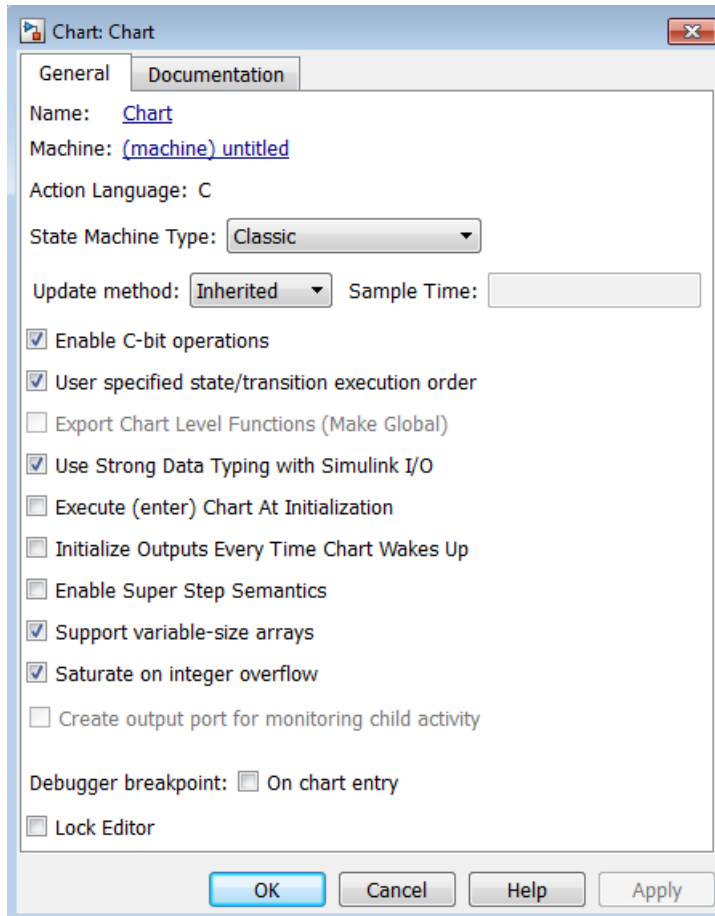 Chart: Chart
General Documentation
Name: Chart
Machine: (machine) untitled
Action Language: C
State Machine Type: Classic
Update method: Inherited Sample Time:
Enable C-bit operations
User specified state/transition execution order
Export Chart Level Functions (Make Global)
Use Strong Data Typing with Simulink I/O
Execute (enter) Chart At Initialization
Initialize Outputs Every Time Chart Wakes Up
Enable Super Step Semantics
Support variable-size arrays
Saturate on integer overflow
Create output port for monitoring child activity
Debugger breakpoint: On chart entry
Lock Editor
OK Cancel Help Apply